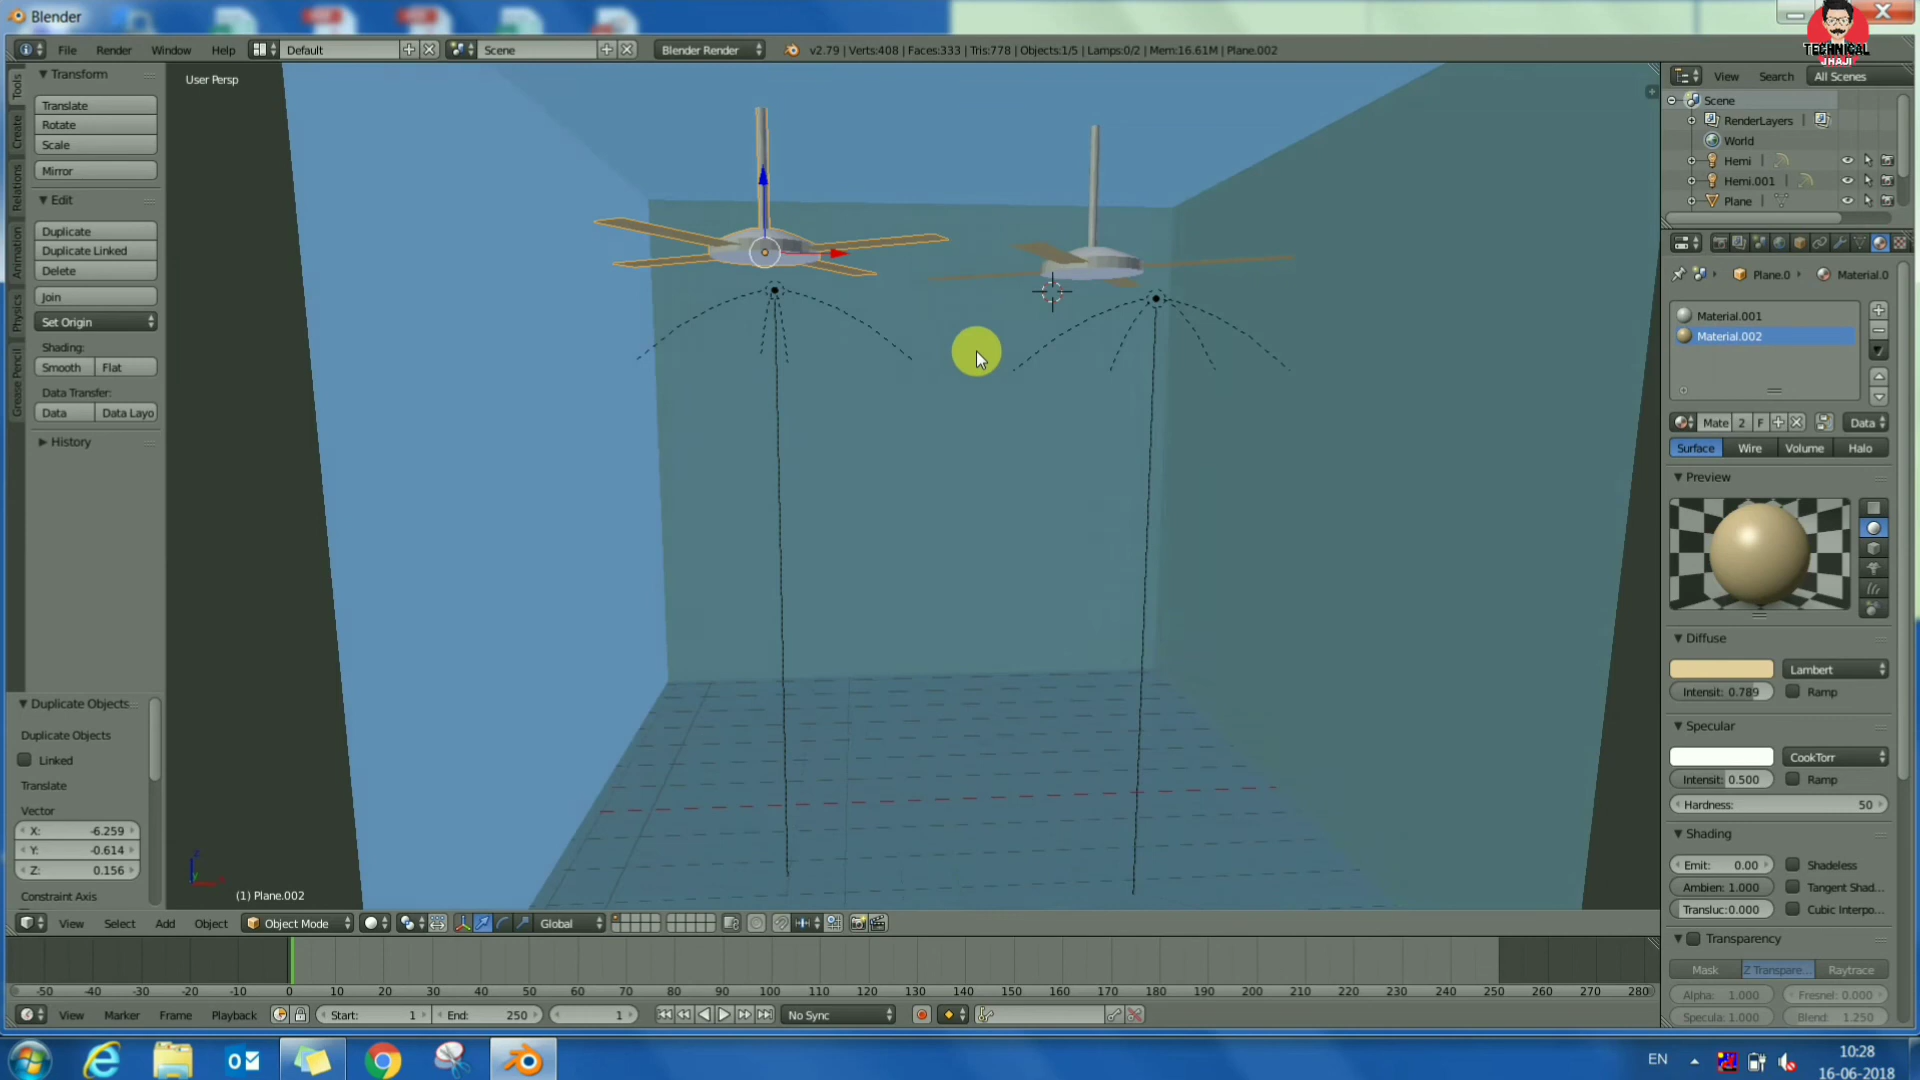 Blender
TECHNICAL
JHAJI
File Render Window Help Default Scene Blender Render v2.79 | Verts:408 | Faces:333 | Tris:778 | Objects:1/5 | Lamps:0/2 | Mem:16.61M | Plane.002
Tools
Create
Relations
Animation
Physics
Grease Pencil
Transform
Translate
Rotate
Scale
Mirror
Edit
Duplicate
Duplicate Linked
Delete
Join
Set Origin
Shading:
Smooth Flat
Data Transfer:
Data Data Layo
History
Duplicate Objects
Duplicate Objects
Linked
Translate
Vector
X: -6.259
Y: -0.614
Z: 0.156
Constraint Axis
User Persp
(1) Plane.002
View Select Add Object Object Mode Global
-50 -40 -30 -20 -10 0 10 20 30 40 50 60 70 80 90 100 110 120 130 140 150 160 170 180 190 200 210 220 230 240 250 260 270 280
View Marker Frame Playback Start: 1 End: 250 1 No Sync
View Search All Scenes
Scene
RenderLayers
World
Hemi
Hemi.001
Plane
Plane.0 Material.0
Material.001
Material.002
Mate 2 F Data
Surface Wire Volume Halo
Preview
Diffuse
Lambert
Intensit: 0.789 Ramp
Specular
CookTorr
Intensit: 0.500 Ramp
Hardness: 50
Shading
Emit: 0.00 Shadeless
Ambien: 1.000 Tangent Shad...
Transluc:0.000 Cubic Interpo...
Transparency
Mask Z Transpare... Raytrace
Alpha: 1.000 Fresnel: 0.000
Specula: 1.000 Blend: 1.250
EN
10:28
16-06-2018